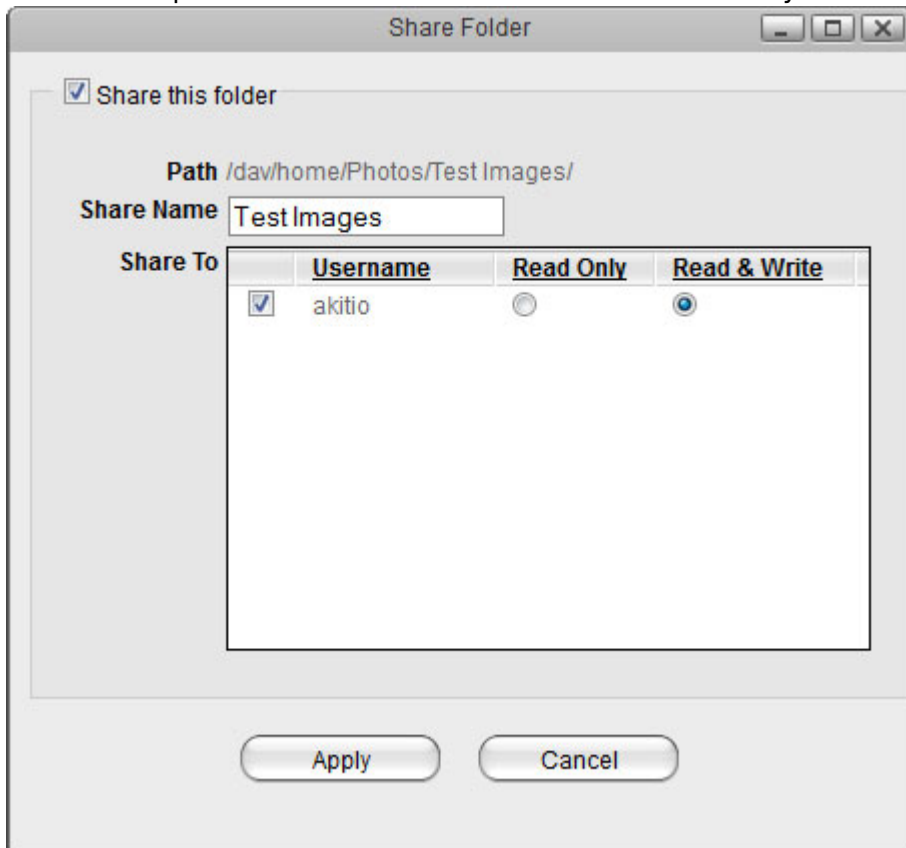 Share Folder
Share this folder
Path /dav/home/Photos/Test Images/
Share Name Test Images
Share To
Username Read Only Read & Write
akitio
Apply Cancel